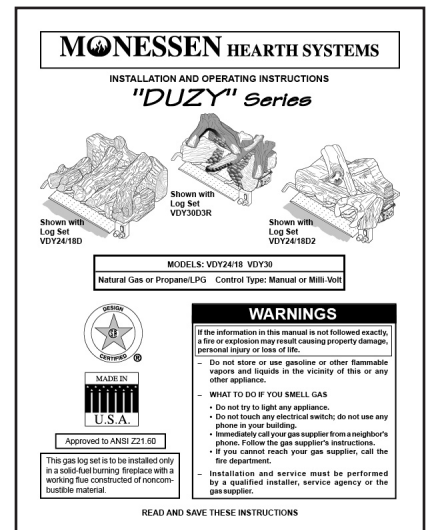 MONESSEN HEARTH SYSTEMS
INSTALLATION AND OPERATING INSTRUCTIONS
"DUZY" Series
Shown with
Log Set
VDY24/18D
Shown with
Log Set
VDY30D3R
Shown with
Log Set
VDY24/18D2
MODELS: VDY24/18 VDY30
Natural Gas or Propane/LPG Control Type: Manual or Milli-Volt
DESIGN
CERTIFIED
®
MADE IN
U.S.A.
Approved to ANSI Z21.60
This gas log set is to be installed only
in a solid-fuel burning fireplace with a
working flue constructed of noncom-
bustible material.
WARNINGS
If the information in this manual is not followed exactly,
a fire or explosion may result causing property damage,
personal injury or loss of life.
– Do not store or use gasoline or other flammable
vapors and liquids in the vicinity of this or any
other appliance.
– WHAT TO DO IF YOU SMELL GAS
• Do not try to light any appliance.
• Do not touch any electrical switch; do not use any
phone in your building.
• Immediately call your gas supplier from a neighbor's
phone. Follow the gas supplier's instructions.
• If you cannot reach your gas supplier, call the
fire department.
– Installation and service must be performed
by a qualified installer, service agency or the
gas supplier.
READ AND SAVE THESE INSTRUCTIONS